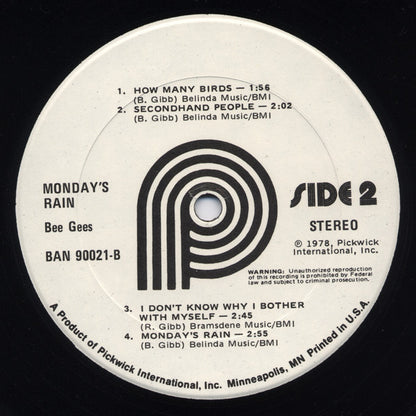 1. HOW MANY BIRDS — 1:56
(B. Gibb) Belinda Music/BMI
2. SECONDHAND PEOPLE — 2:02
(B. Gibb) Belinda Music/BMI
MONDAY'S
RAIN
Bee Gees
BAN 90021-B
SIDE 2
STEREO
℗ 1978, Pickwick
International, Inc.
WARNING: Unauthorized reproduction
of this recording is prohibited by Federal
law and subject to criminal prosecution.
3. I DON'T KNOW WHY I BOTHER
WITH MYSELF — 2:45
(R. Gibb) Bramsdene Music/BMI
4. MONDAY'S RAIN — 2:55
(B. Gibb) Belinda Music/BMI
A Product of Pickwick International, Inc. Minneapolis, MN Printed in U.S.A.